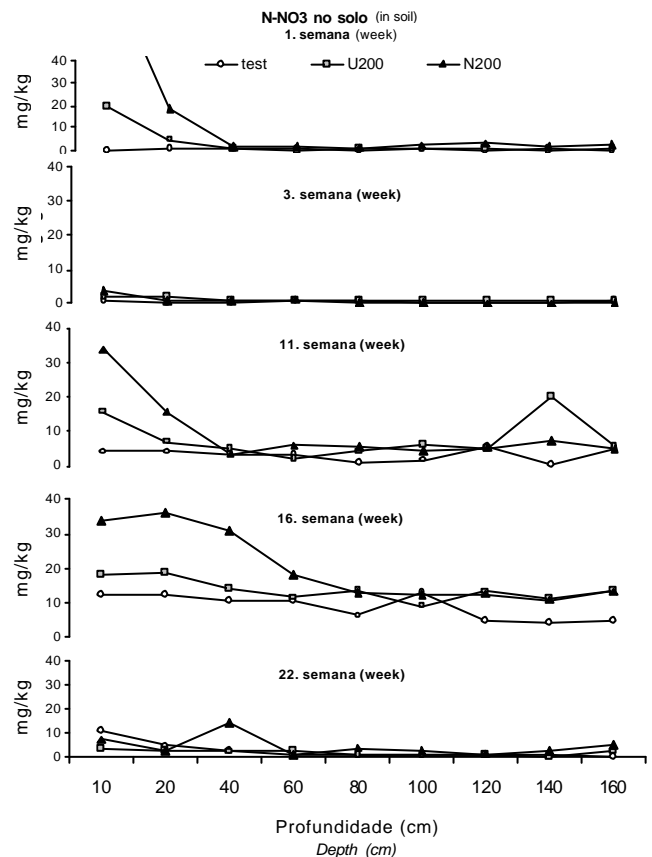 N-NO3 no solo (in soil)
1. semana (week)
test U200 N200
mg/kg
40
30
20
10
0
3. semana (week)
mg/kg
40
30
20
10
0
11. semana (week)
mg/kg
40
30
20
10
0
16. semana (week)
mg/kg
40
30
20
10
0
22. semana (week)
mg/kg
40
30
20
10
0
10 20 40 60 80 100 120 140 160
Profundidade (cm)
Depth (cm)